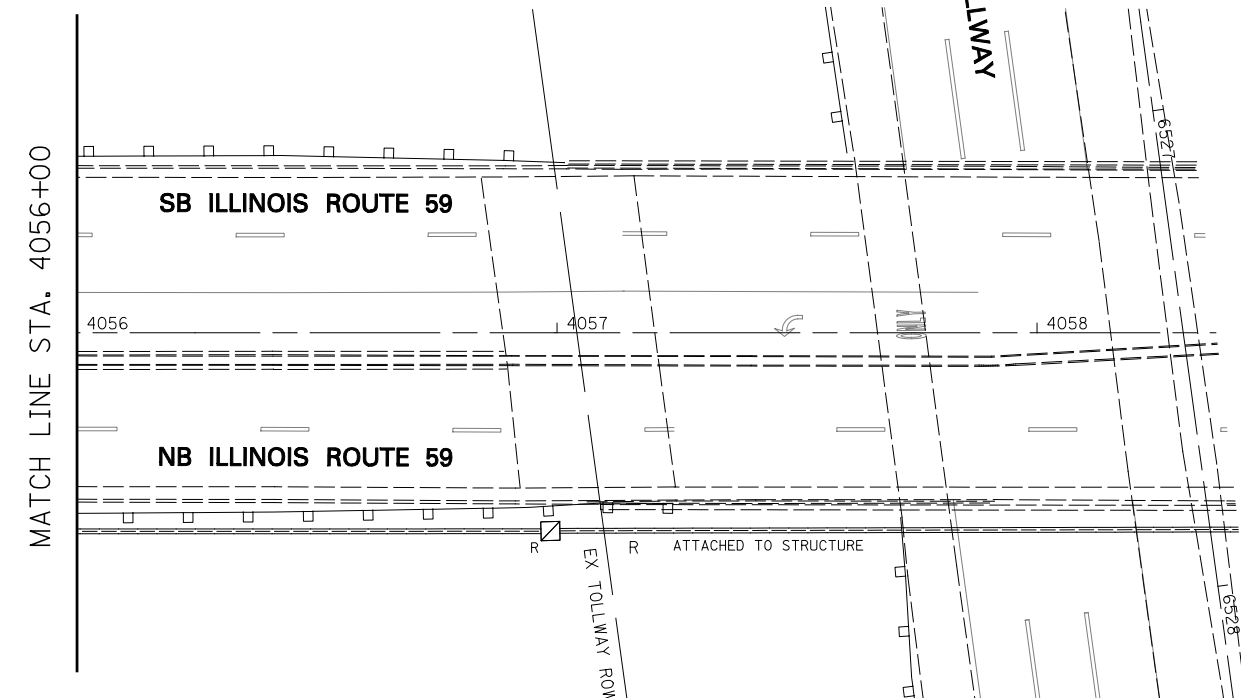 LLWAY
6527
MATCH LINE STA. 4056+00
SB ILLINOIS ROUTE 59
4056
4057
ONLY
4058
NB ILLINOIS ROUTE 59
R
R
ATTACHED TO STRUCTURE
EX TOLLWAY ROW
6528